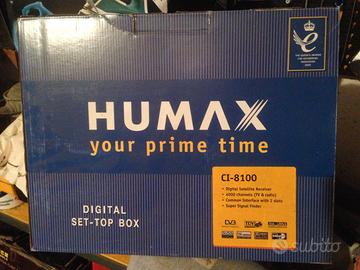 HUMAX
your prime time
CI-8100
• Digital Satellite Receiver
• 4000 channels (TV & radio)
• Common Interface with 2 slots
• Super Signal Finder
DIGITAL
SET-TOP BOX
DVB
subito